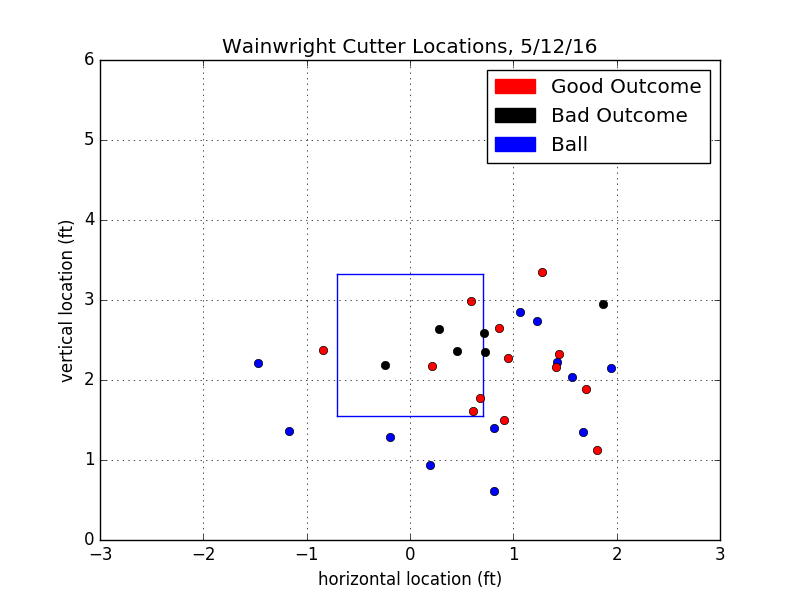 Wainwright Cutter Locations, 5/12/16
6
5
4
3
2
1
0
vertical location (ft)
Good Outcome
Bad Outcome
Ball
−3
−2
−1
0
1
2
3
horizontal location (ft)